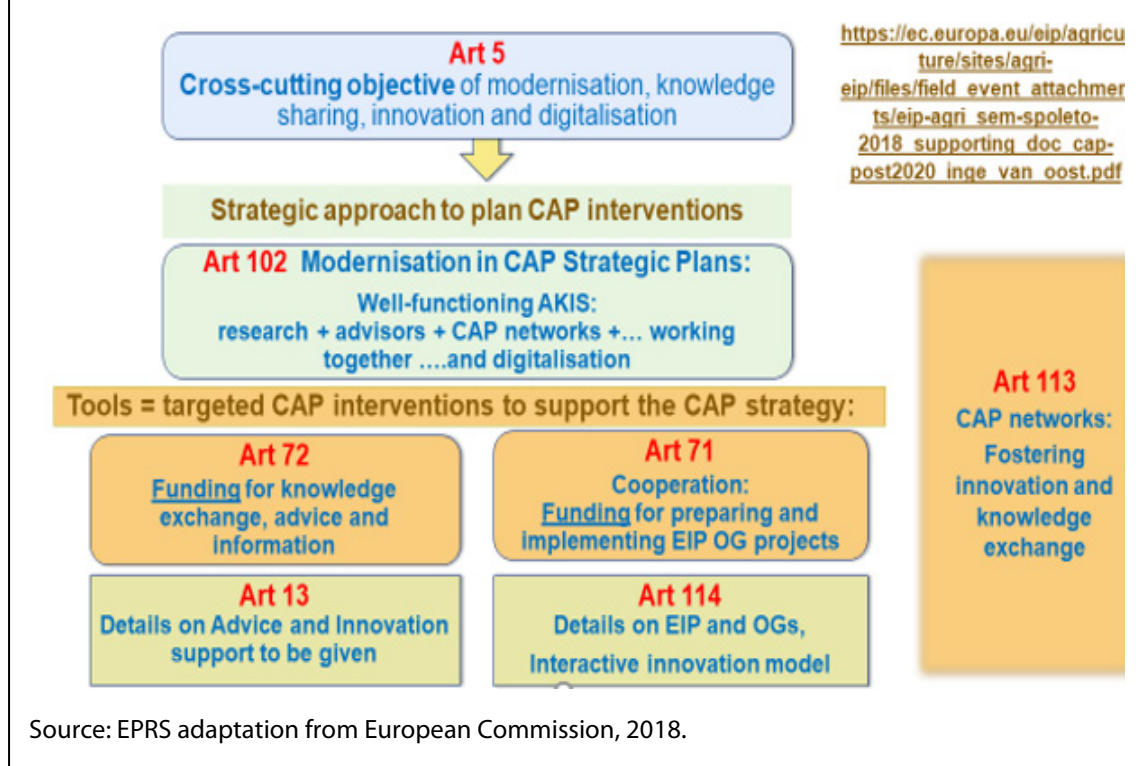 Art 5
Cross-cutting objective of modernisation, knowledge
sharing, innovation and digitalisation
https://ec.europa.eu/eip/agricu
ture/sites/agri-
eip/files/field_event_attachmen
ts/eip-agri_sem-spoleto-
2018_supporting_doc_cap-
post2020_inge_van_oost.pdf
Strategic approach to plan CAP interventions
Art 102 Modernisation in CAP Strategic Plans:
Well-functioning AKIS:
research + advisors + CAP networks +... working
together ....and digitalisation
Tools = targeted CAP interventions to support the CAP strategy:
Art 72
Funding for knowledge
exchange, advice and
information
Art 71
Cooperation:
Funding for preparing and
implementing EIP OG projects
Art 13
Details on Advice and Innovation
support to be given
Art 114
Details on EIP and OGs,
Interactive innovation model
Art 113
CAP networks:
Fostering
innovation and
knowledge
exchange
Source: EPRS adaptation from European Commission, 2018.